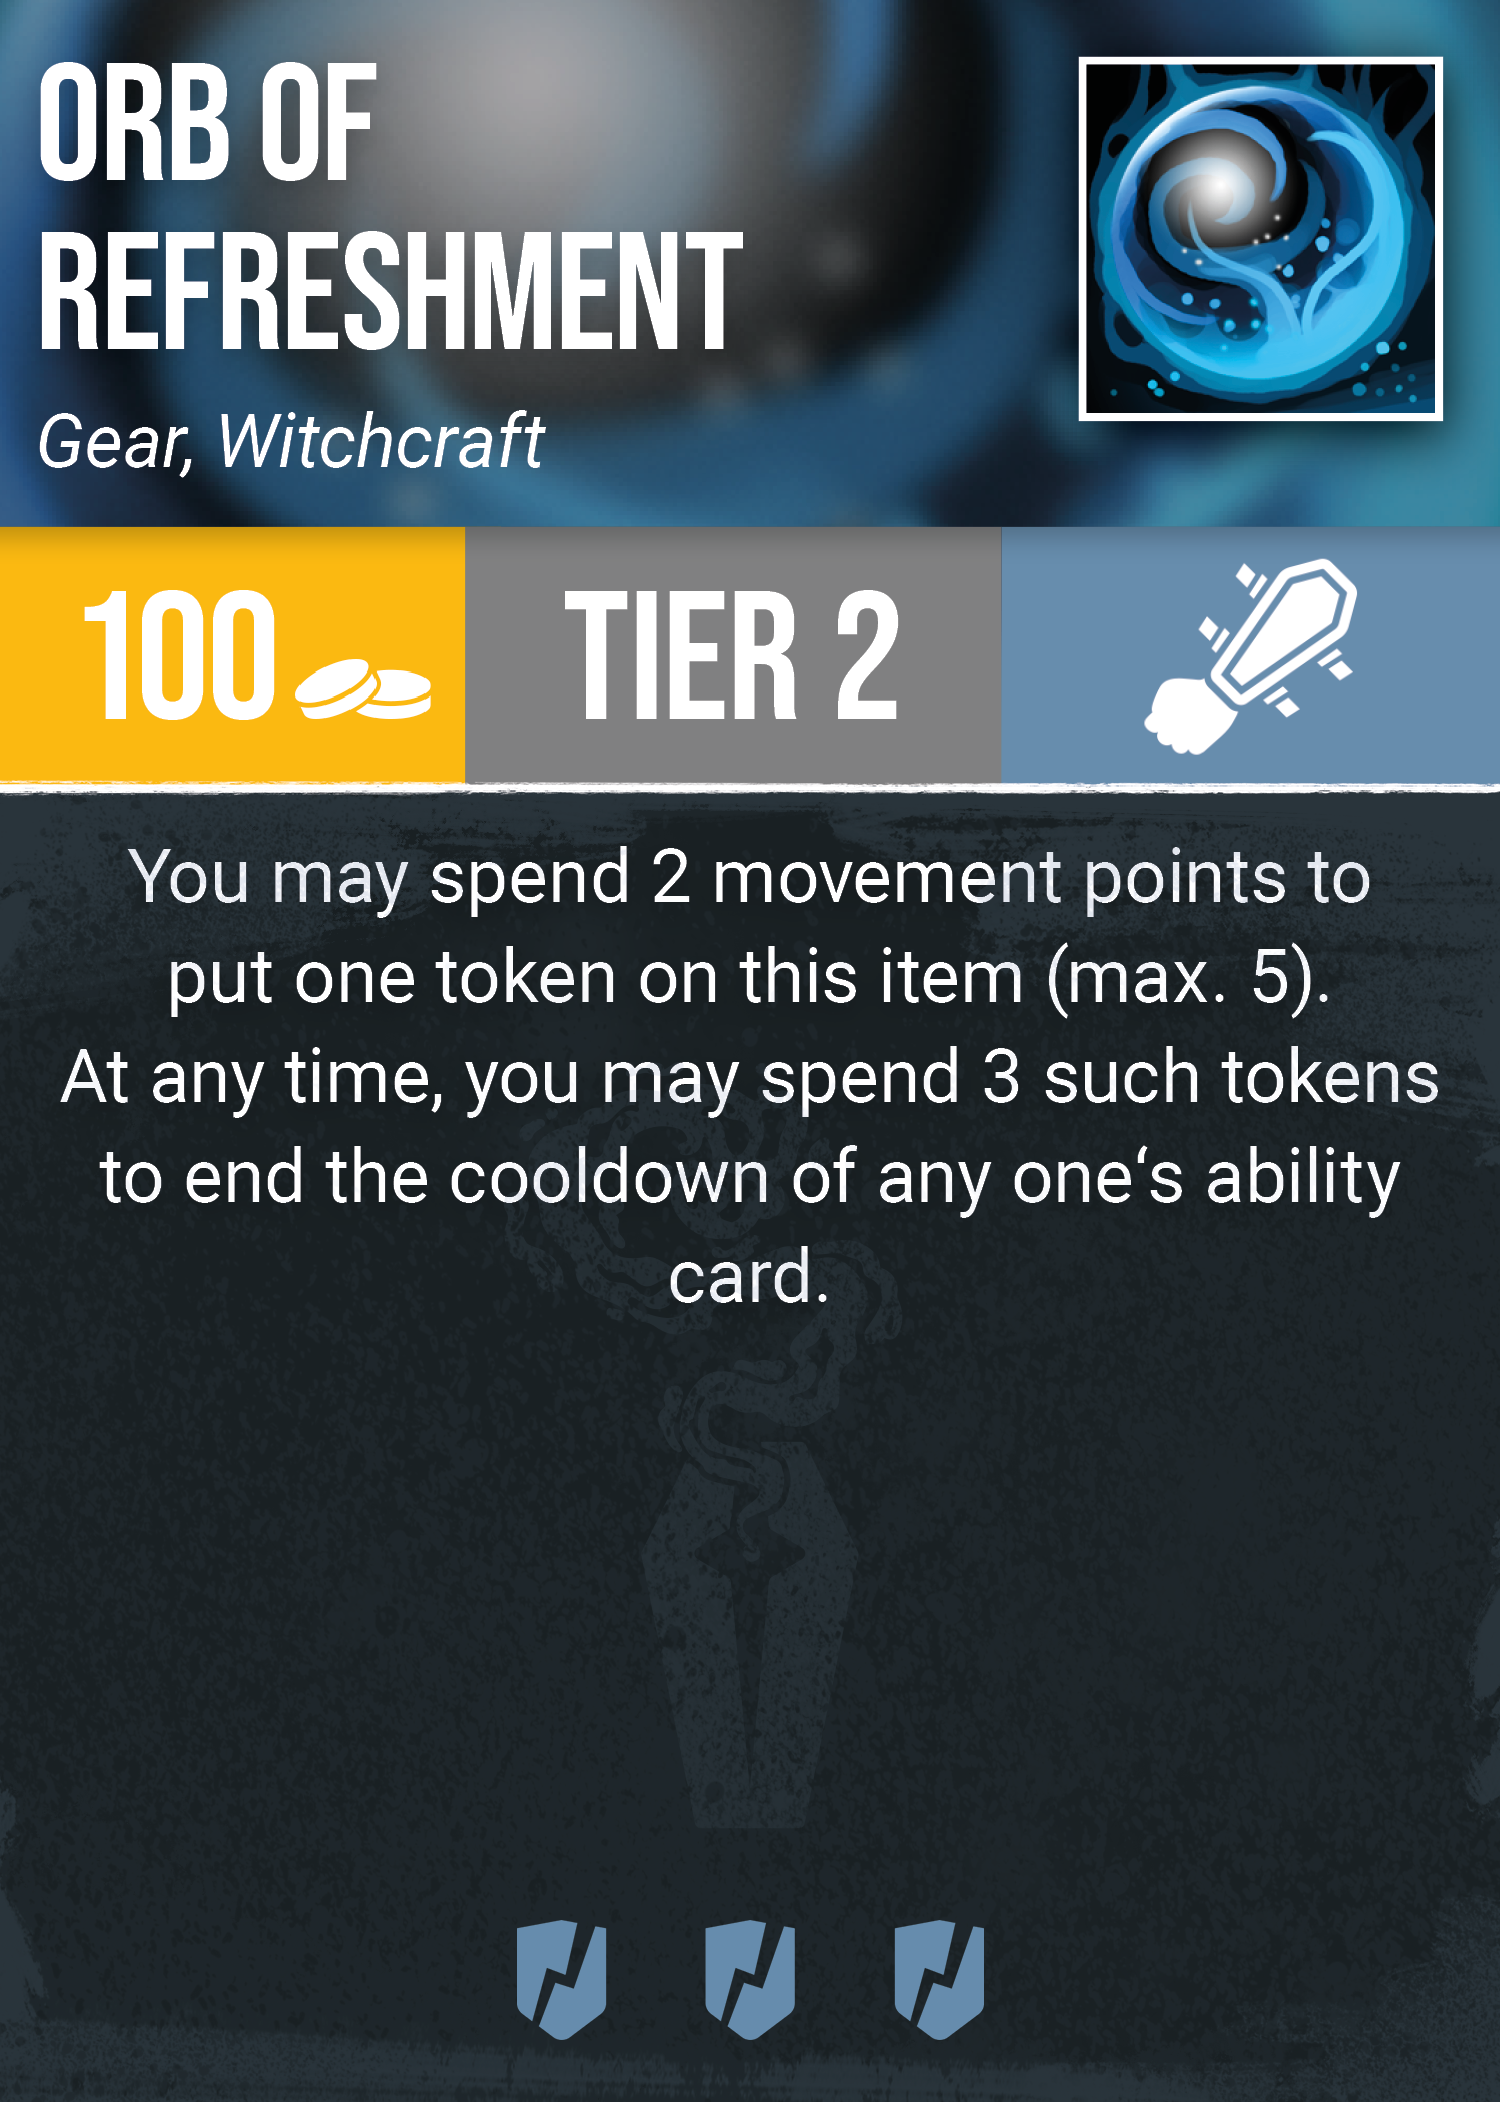 ORB OF
REFRESHMENT
Gear, Witchcraft
100
TIER 2
You may spend 2 movement points to
put one token on this item (max. 5).
At any time, you may spend 3 such tokens
to end the cooldown of any one‘s ability
card.